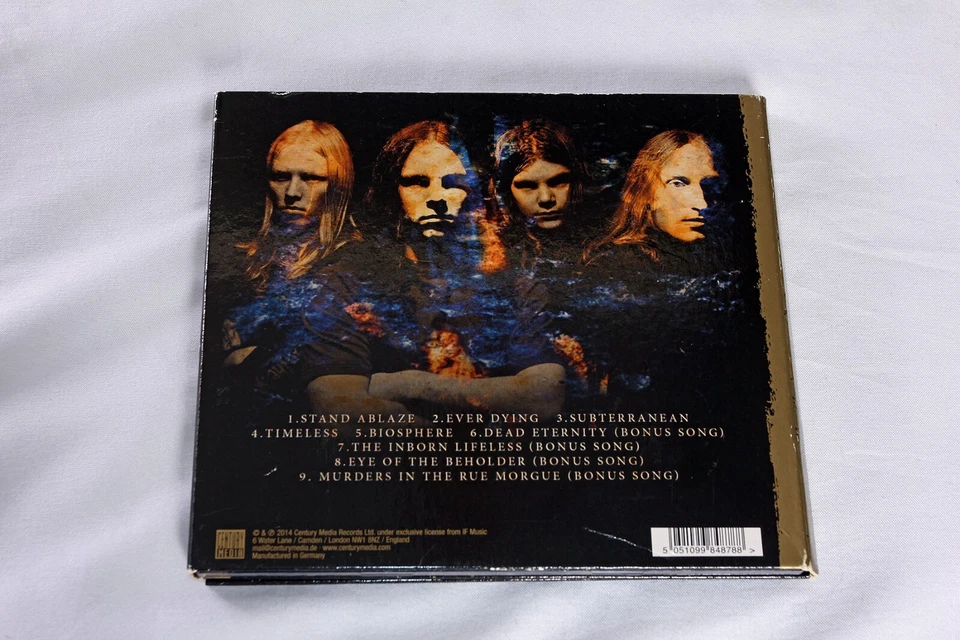 1.STAND ABLAZE 2.EVER DYING 3.SUBTERRANEAN
4.TIMELESS 5.BIOSPHERE 6.DEAD ETERNITY (BONUS SONG)
7.THE INBORN LIFELESS (BONUS SONG)
8.EYE OF THE BEHOLDER (BONUS SONG)
9. MURDERS IN THE RUE MORGUE (BONUS SONG)
CENTURY
MEDIA
© & ℗ 2014 Century Media Records Ltd. under exclusive license from IF Music
6 Water Lane / Camden / London NW1 8NZ / England
mail@centurymedia.de · www.centurymedia.com
Manufactured in Germany
5 051099 848788 >